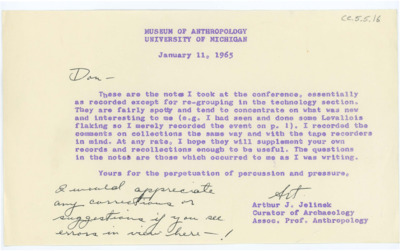 CC.5.5.16
MUSEUM OF ANTHROPOLOGY
UNIVERSITY OF MICHIGAN
January 11, 1965
Don—
These are the notes I took at the conference, essentially
as recorded except for re-grouping in the technology section.
They are fairly spotty and tend to concentrate on what was new
and interesting to me (e.g. I had seen and done some Levallois
flaking so I merely recorded the event on p. 1). I recorded the
comments on collections the same way and with the tape recorders
in mind. At any rate, I hope they will supplement your own
records and recollections enough to be useful. The questions
in the notes are those which occurred to me as I was writing.
Yours for the perpetuation of percussion and pressure,
Art
Arthur J. Jelinek
Curator of Archaeology
Assoc. Prof. Anthropology
I would appreciate
any corrections or
suggestions if you see
errors in view here—!